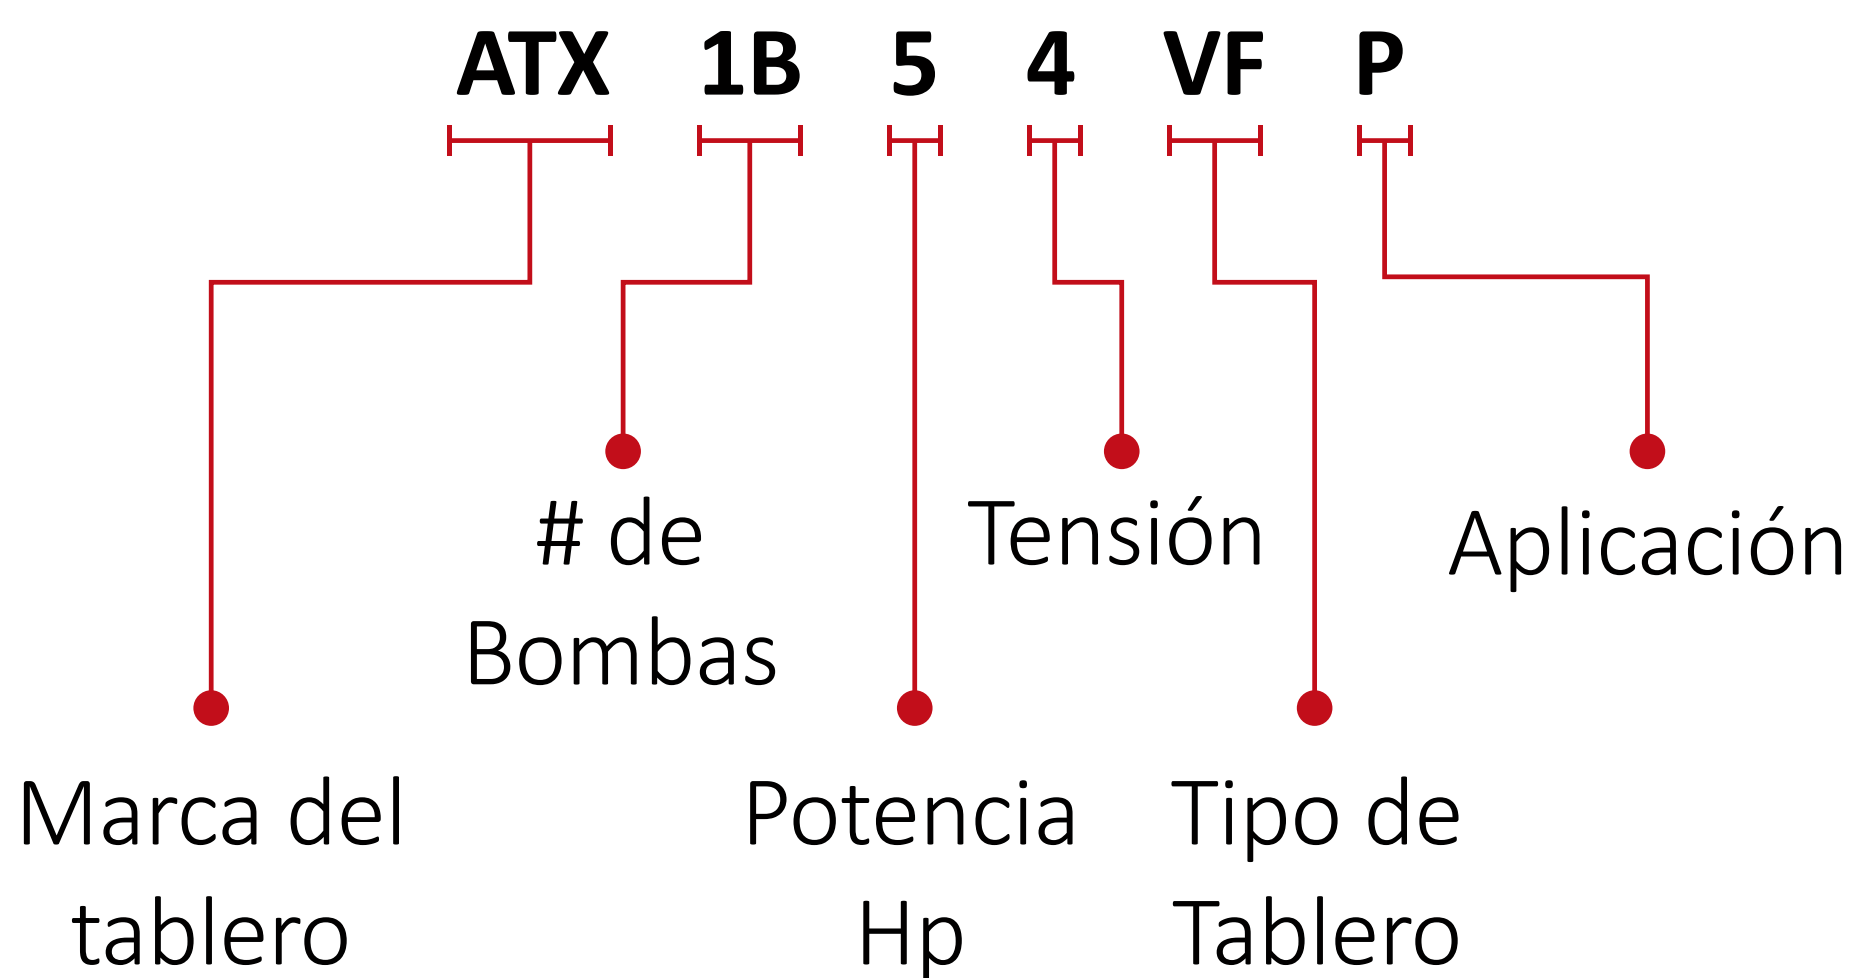 ATX 1B 5 4 VF P
# de
Bombas
Tensión
Aplicación
Marca del
tablero
Potencia
Hp
Tipo de
Tablero